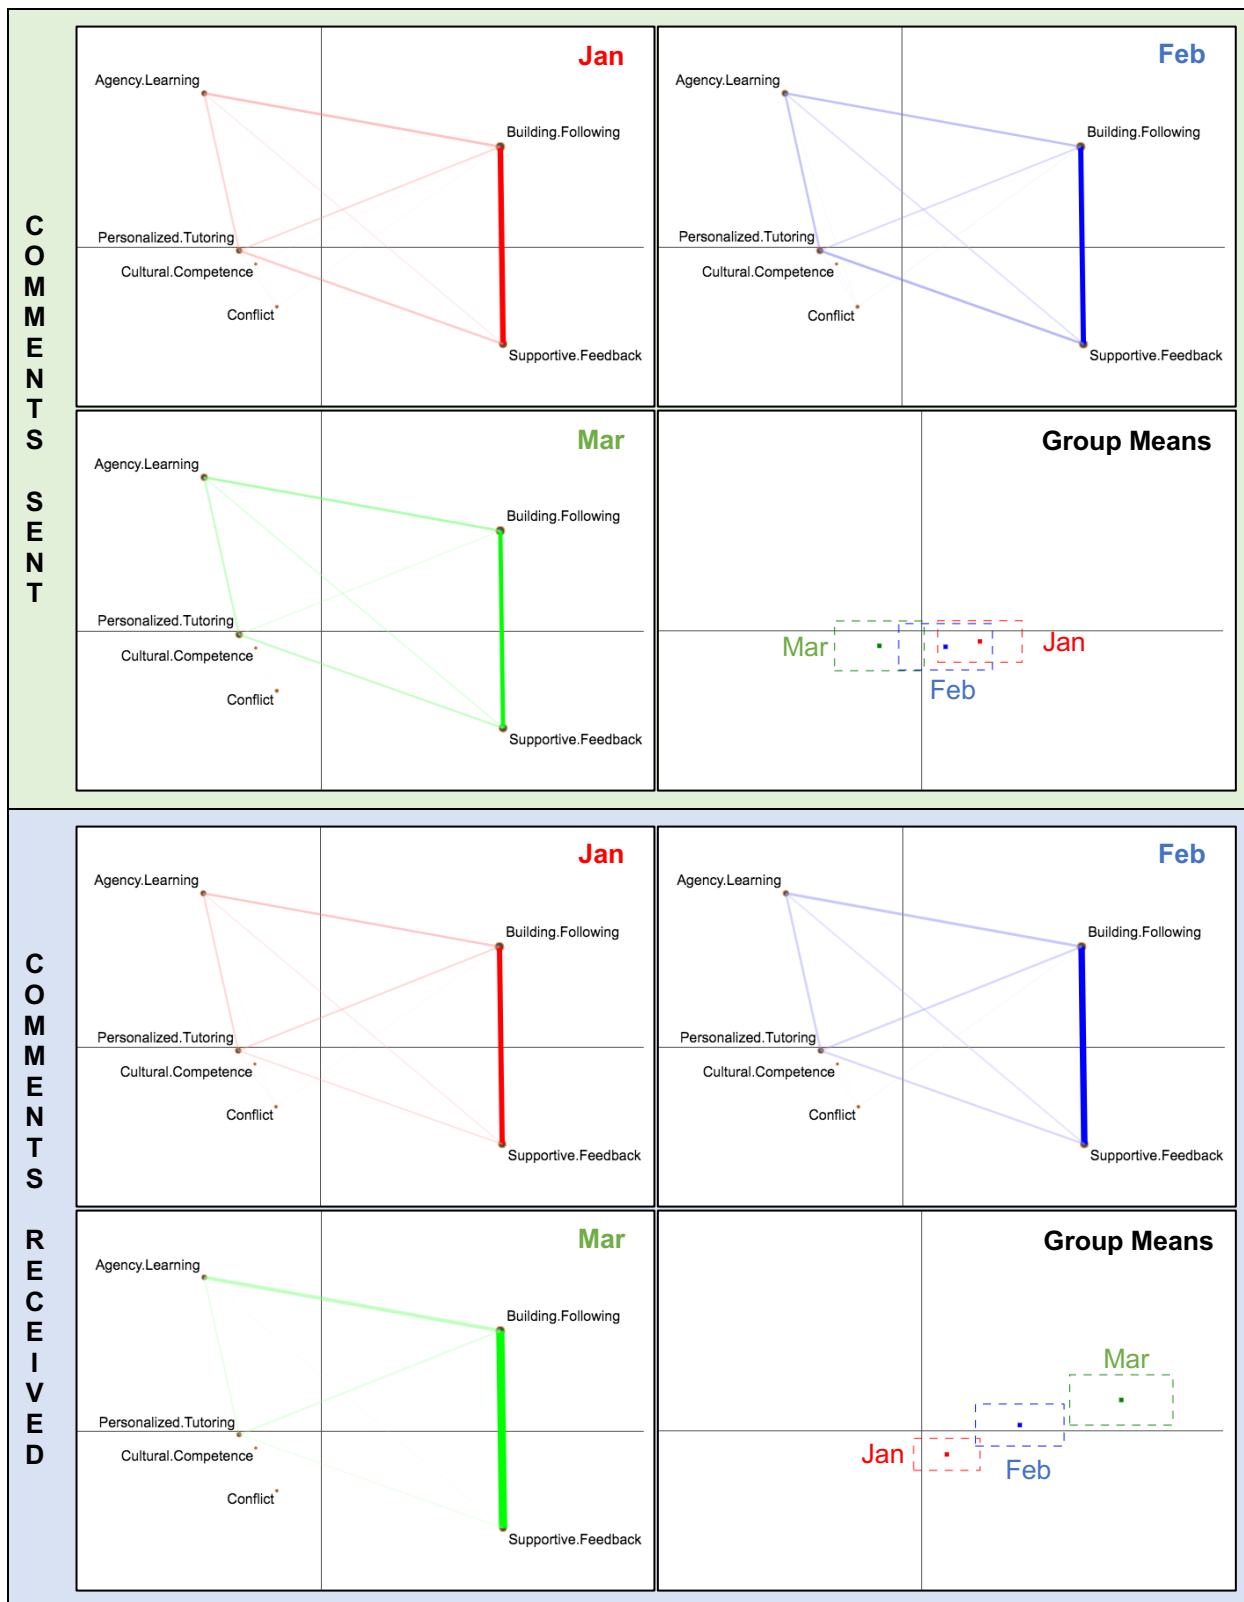 COMMENTS SENT
Jan
Agency.Learning
Building.Following
Personalized.Tutoring
Cultural.Competence
Conflict
Supportive.Feedback
Feb
Agency.Learning
Building.Following
Personalized.Tutoring
Cultural.Competence
Conflict
Supportive.Feedback
Mar
Agency.Learning
Building.Following
Personalized.Tutoring
Cultural.Competence
Conflict
Supportive.Feedback
Group Means
Mar
Jan
Feb
COMMENTS RECEIVED
Jan
Agency.Learning
Building.Following
Personalized.Tutoring
Cultural.Competence
Conflict
Supportive.Feedback
Feb
Agency.Learning
Building.Following
Personalized.Tutoring
Cultural.Competence
Conflict
Supportive.Feedback
Mar
Agency.Learning
Building.Following
Personalized.Tutoring
Cultural.Competence
Conflict
Supportive.Feedback
Group Means
Mar
Jan
Feb